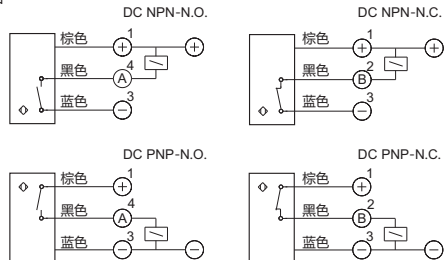 DC NPN-N.O.
棕色 + 1 +
黑色 A 4
蓝色 − 3
DC NPN-N.C.
棕色 + 1 +
黑色 B 2
蓝色 − 3
DC PNP-N.O.
棕色 + 1
黑色 A 4
蓝色 − 3 −
DC PNP-N.C.
棕色 + 1
黑色 B 2
蓝色 − 3 −